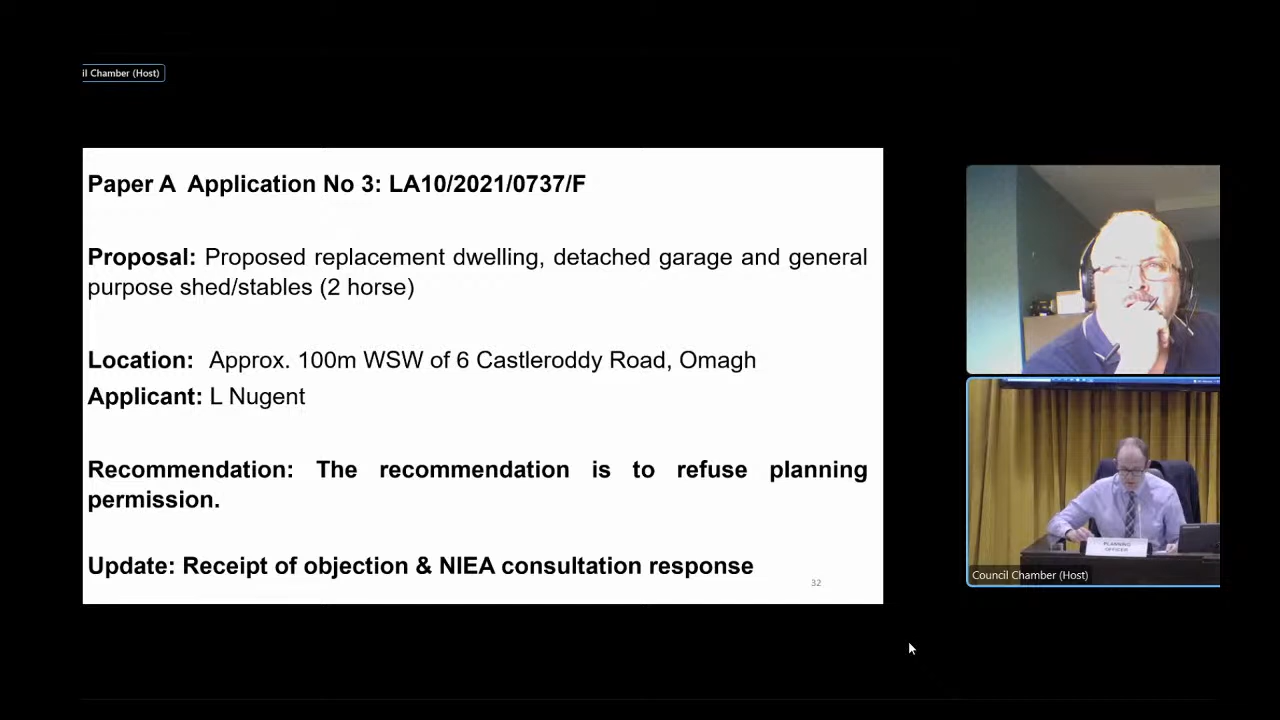 il Chamber (Host)
Paper A Application No 3: LA10/2021/0737/F
Proposal: Proposed replacement dwelling, detached garage and general
purpose shed/stables (2 horse)
Location: Approx. 100m WSW of 6 Castleroddy Road, Omagh
Applicant: L Nugent
Recommendation: The recommendation is to refuse planning
permission.
Update: Receipt of objection & NIEA consultation response
32
PLANNING
OFFICER
Council Chamber (Host)